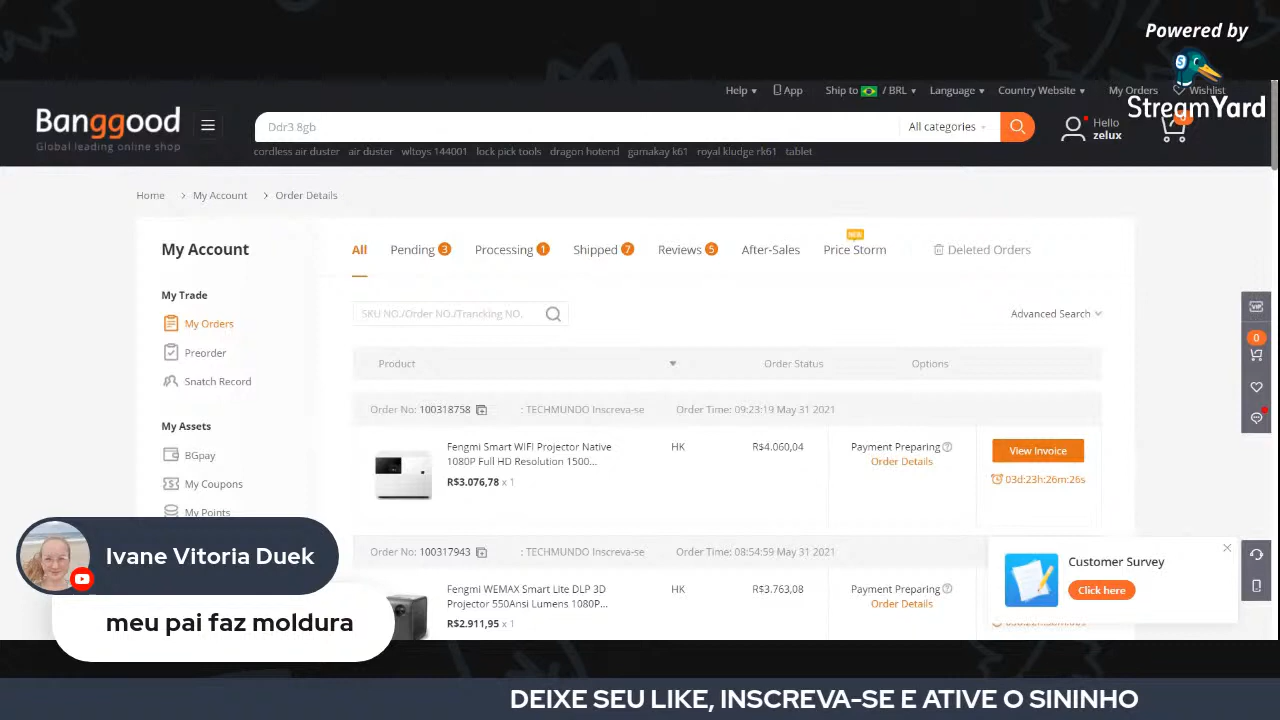 Powered by
StreamYard
Help
App
Ship to / BRL
Language
Country Website
My Orders
Wishlist
Banggood
Global leading online shop
Ddr3 8gb
All categories
Hello
zelux
cordless air duster air duster wltoys 144001 lock pick tools dragon hotend gamakay k61 royal kludge rk61 tablet
Home > My Account > Order Details
My Account
My Trade
My Orders
Preorder
Snatch Record
My Assets
BGpay
My Coupons
My Points
All
Pending 3
Processing 1
Shipped 7
Reviews 5
After-Sales
NEW
Price Storm
Deleted Orders
SKU NO./Order NO./Trancking NO.
Advanced Search
Product
Order Status
Options
Order No: 100318758 : TECHMUNDO Inscreva-se Order Time: 09:23:19 May 31 2021
Fengmi Smart WIFI Projector Native
1080P Full HD Resolution 1500...
R$3.076,78 x 1
HK
R$4.060,04
Payment Preparing
Order Details
View Invoice
03d:23h:26m:26s
Order No: 100317943 : TECHMUNDO Inscreva-se Order Time: 08:54:59 May 31 2021
Fengmi WEMAX Smart Lite DLP 3D
Projector 550Ansi Lumens 1080P...
R$2.911,95 x 1
HK
R$3.763,08
Payment Preparing
Order Details
VIP
0
Customer Survey
Click here
Ivane Vitoria Duek
meu pai faz moldura
DEIXE SEU LIKE, INSCREVA-SE E ATIVE O SININHO